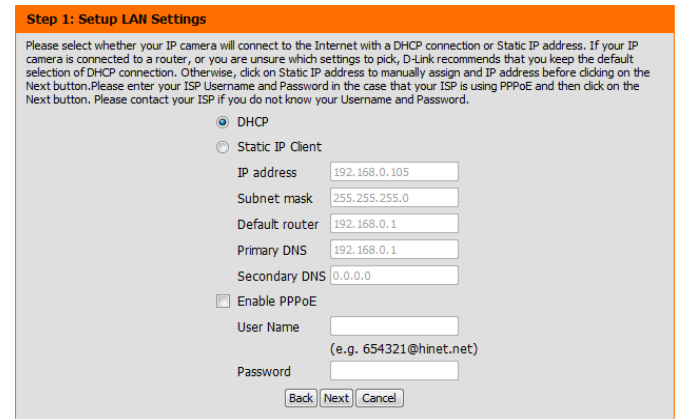 Step 1: Setup LAN Settings
Please select whether your IP camera will connect to the Internet with a DHCP connection or Static IP address. If your IP
camera is connected to a router, or you are unsure which settings to pick, D-Link recommends that you keep the default
selection of DHCP connection. Otherwise, click on Static IP address to manually assign and IP address before clicking on the
Next button.Please enter your ISP Username and Password in the case that your ISP is using PPPoE and then click on the
Next button. Please contact your ISP if you do not know your Username and Password.
DHCP
Static IP Client
IP address 192.168.0.105
Subnet mask 255.255.255.0
Default router 192.168.0.1
Primary DNS 192.168.0.1
Secondary DNS 0.0.0.0
Enable PPPoE
User Name
(e.g. 654321@hinet.net)
Password
Back Next Cancel